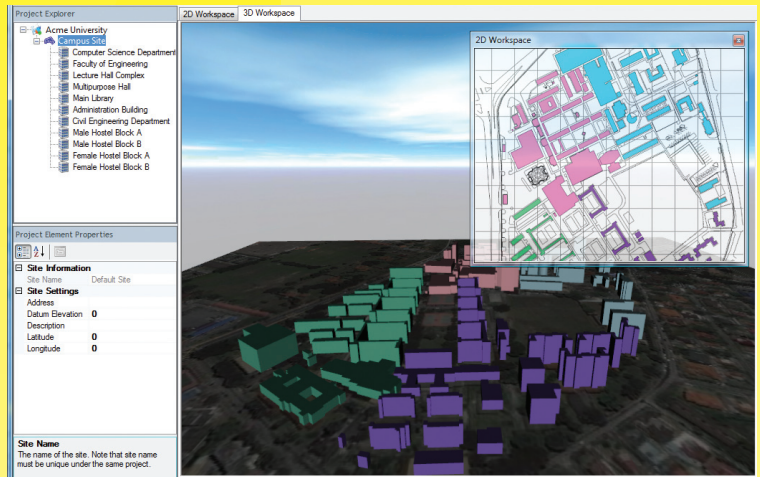 Project Explorer
Acme University
Campus Site
Computer Science Department
Faculty of Engineering
Lecture Hall Complex
Multipurpose Hall
Main Library
Administration Building
Civil Engineering Department
Male Hostel Block A
Male Hostel Block B
Female Hostel Block A
Female Hostel Block B
Project Element Properties
Site Information
Site Name Default Site
Site Settings
Address
Datum Elevation 0
Description
Latitude 0
Longitude 0
Site Name
The name of the site. Note that site name
must be unique under the same project.
2D Workspace 3D Workspace
2D Workspace